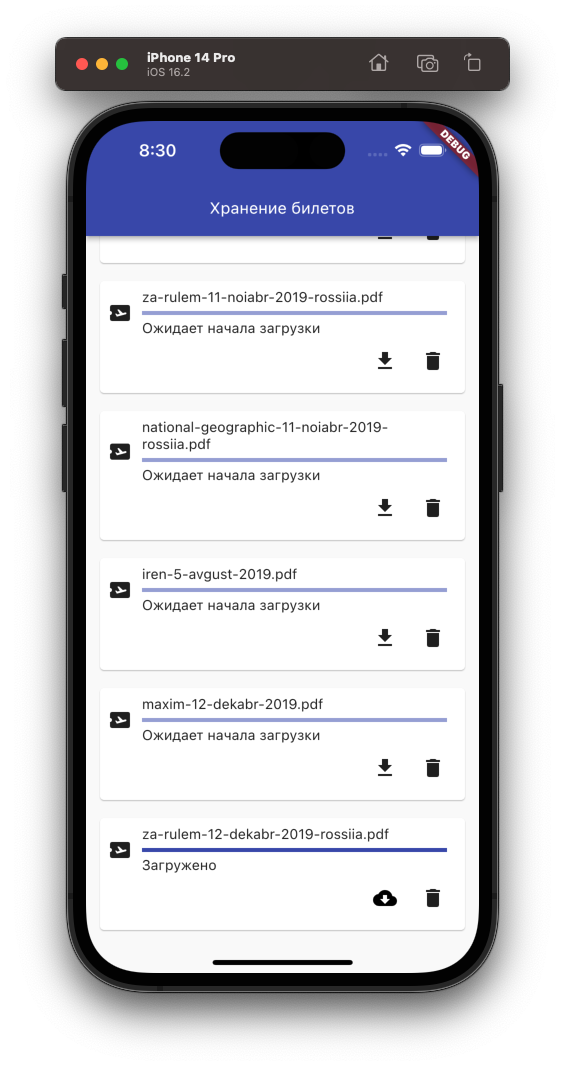 iPhone 14 Pro
iOS 16.2
8:30
DEBUG
Хранение билетов
za-rulem-11-noiabr-2019-rossiia.pdf
Ожидает начала загрузки
national-geographic-11-noiabr-2019-
rossiia.pdf
Ожидает начала загрузки
iren-5-avgust-2019.pdf
Ожидает начала загрузки
maxim-12-dekabr-2019.pdf
Ожидает начала загрузки
za-rulem-12-dekabr-2019-rossiia.pdf
Загружено